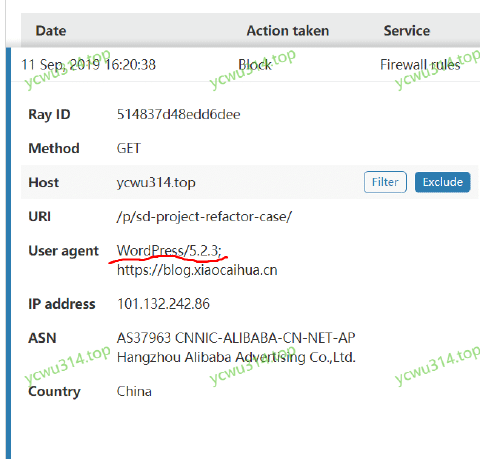 Date Action taken Service
11 Sep, 2019 16:20:38 Block Firewall rules
Ray ID 514837d48edd6dee
Method GET
Host ycwu314.top Filter Exclude
URI /p/sd-project-refactor-case/
User agent WordPress/5.2.3;
https://blog.xiaocaihua.cn
IP address 101.132.242.86
ASN AS37963 CNNIC-ALIBABA-CN-NET-AP
Hangzhou Alibaba Advertising Co.,Ltd.
Country China
ycwu314.top ycwu314.top ycwu314.top
ycwu314.top ycwu314.top ycwu314.top